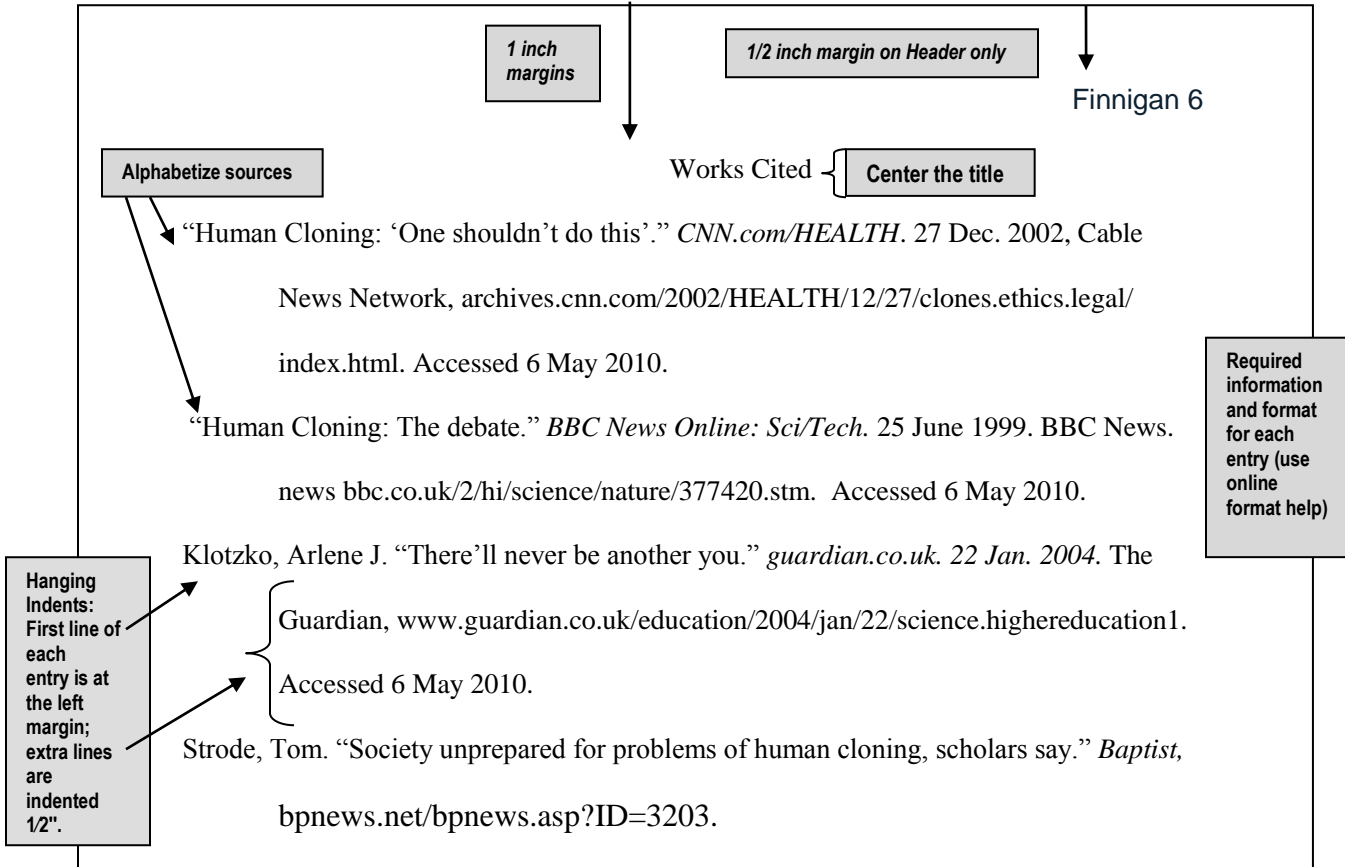 1 inch
margins
1/2 inch margin on Header only
Finnigan 6
Alphabetize sources
Works Cited
Center the title
“Human Cloning: ‘One shouldn’t do this’.” CNN.com/HEALTH. 27 Dec. 2002, Cable
News Network, archives.cnn.com/2002/HEALTH/12/27/clones.ethics.legal/
index.html. Accessed 6 May 2010.
“Human Cloning: The debate.” BBC News Online: Sci/Tech. 25 June 1999. BBC News.
news bbc.co.uk/2/hi/science/nature/377420.stm.  Accessed 6 May 2010.
Required
information
and format
for each
entry (use
online
format help)
Klotzko, Arlene J. “There’ll never be another you.” guardian.co.uk. 22 Jan. 2004. The
Guardian, www.guardian.co.uk/education/2004/jan/22/science.highereducation1.
Accessed 6 May 2010.
Hanging
Indents:
First line of
each
entry is at
the left
margin;
extra lines
are
indented
1/2".
Strode, Tom. “Society unprepared for problems of human cloning, scholars say.” Baptist,
bpnews.net/bpnews.asp?ID=3203.